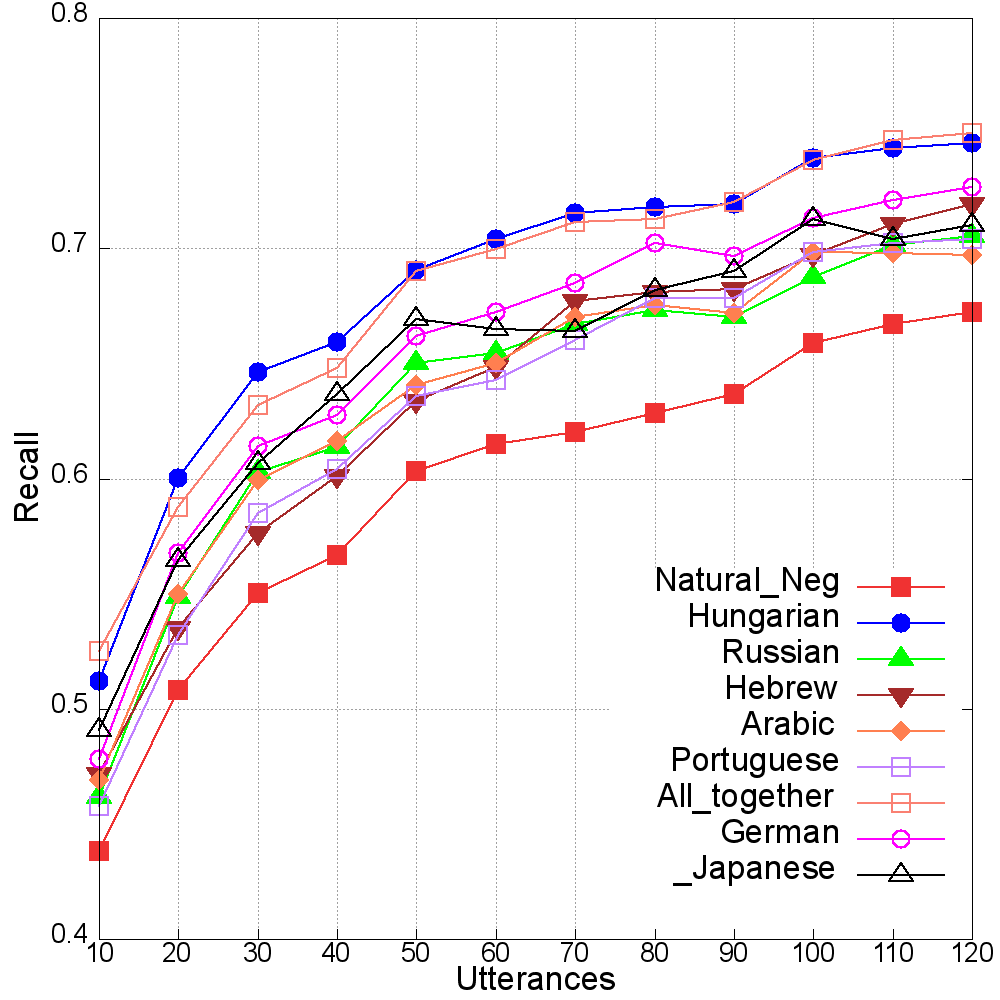 0.8
0.7
0.6
0.5
0.4
Recall
Natural_Neg
Hungarian
Russian
Hebrew
Arabic
Portuguese
All_together
German
_Japanese
10 20 30 40 50 60 70 80 90 100 110 120
Utterances